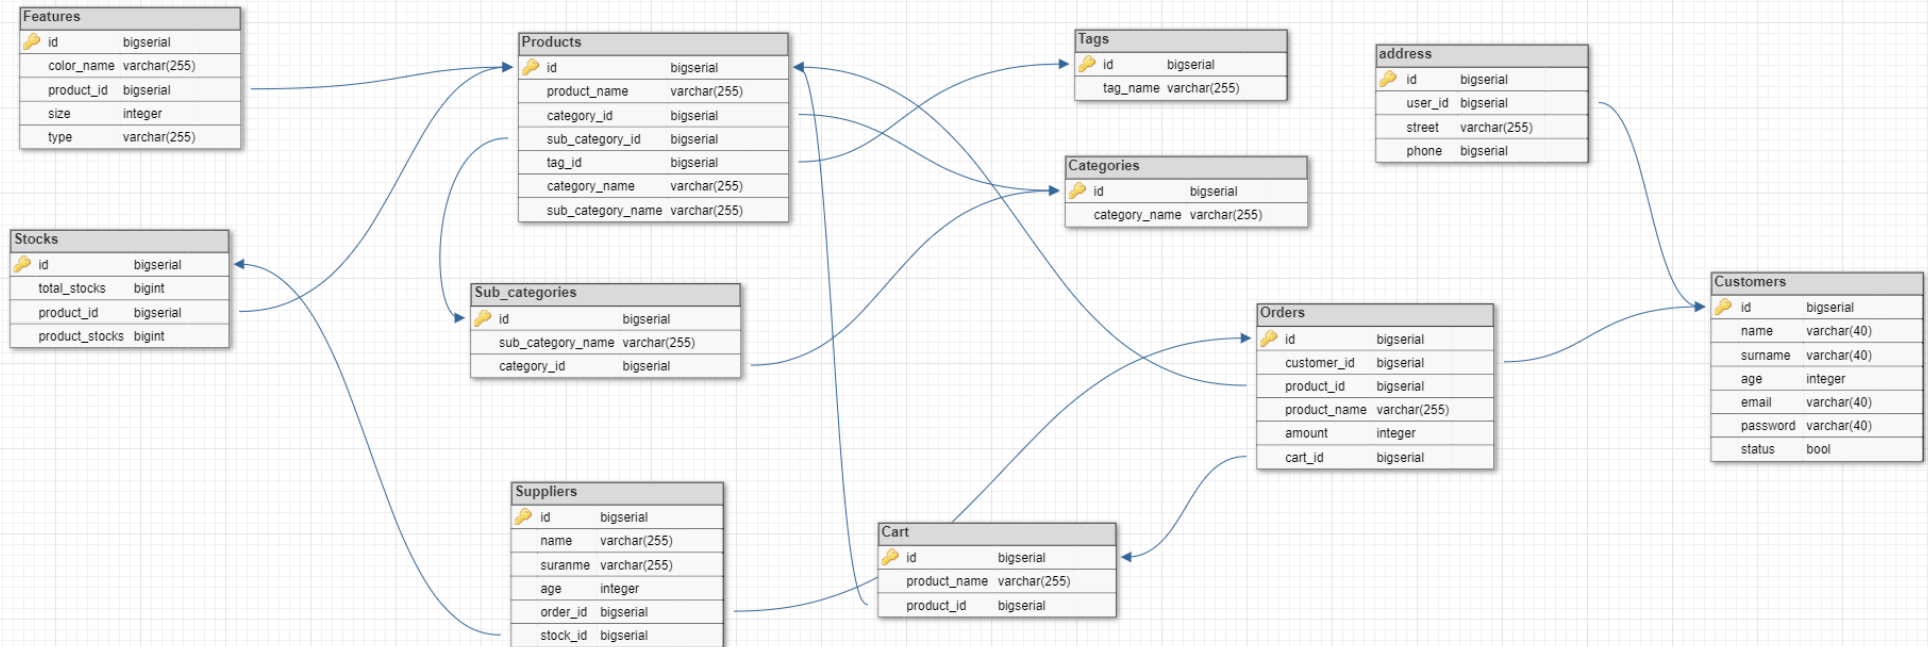 Features
id bigserial
color_name varchar(255)
product_id bigserial
size integer
type varchar(255)
Products
id bigserial
product_name varchar(255)
category_id bigserial
sub_category_id bigserial
tag_id bigserial
category_name varchar(255)
sub_category_name varchar(255)
Tags
id bigserial
tag_name varchar(255)
address
id bigserial
user_id bigserial
street varchar(255)
phone bigserial
Categories
id bigserial
category_name varchar(255)
Stocks
id bigserial
total_stocks bigint
product_id bigserial
product_stocks bigint
Sub_categories
id bigserial
sub_category_name varchar(255)
category_id bigserial
Orders
id bigserial
customer_id bigserial
product_id bigserial
product_name varchar(255)
amount integer
cart_id bigserial
Customers
id bigserial
name varchar(40)
surname varchar(40)
age integer
email varchar(40)
password varchar(40)
status bool
Suppliers
id bigserial
name varchar(255)
suranme varchar(255)
age integer
order_id bigserial
stock_id bigserial
Cart
id bigserial
product_name varchar(255)
product_id bigserial